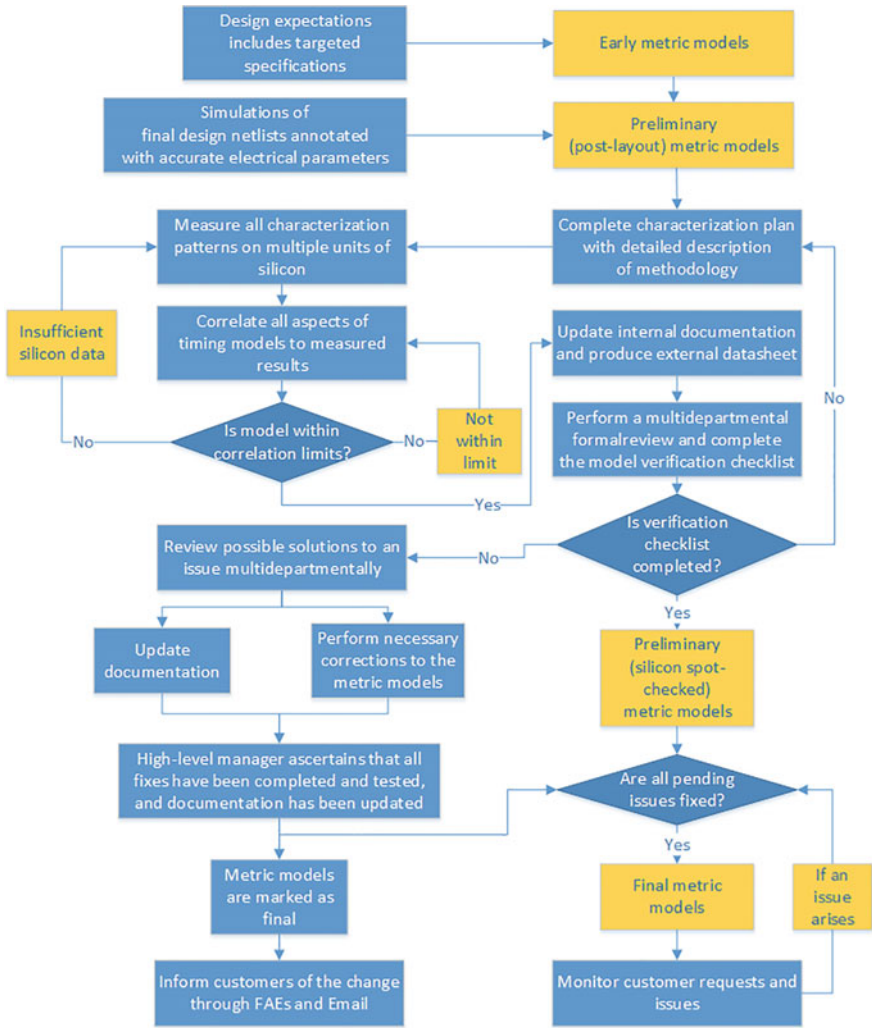 Design expectations
includes targeted
specifications
Early metric models
Simulations of
final design netlists annotated
with accurate electrical parameters
Preliminary
(post-layout) metric models
Measure all characterization
patterns on multiple units of
silicon
Complete characterization plan
with detailed description
of methodology
Insufficient
silicon data
Correlate all aspects of
timing models to measured
results
Update internal documentation
and produce external datasheet
No
Is model within
correlation limits?
No
Not
within
limit
Perform a multidepartmental
formalreview and complete
the model verification checklist
No
Yes
Review possible solutions to an
issue multidepartmentally
No
Is verification
checklist
completed?
Yes
Update
documentation
Perform necessary
corrections to the
metric models
Preliminary
(silicon spot-
checked)
metric models
High-level manager ascertains that all
fixes have been completed and tested,
and documentation has been updated
Are all pending
issues fixed?
Yes
Metric models
are marked as
final
Final metric
models
If an
issue
arises
Inform customers of the change
through FAEs and Email
Monitor customer requests and
issues